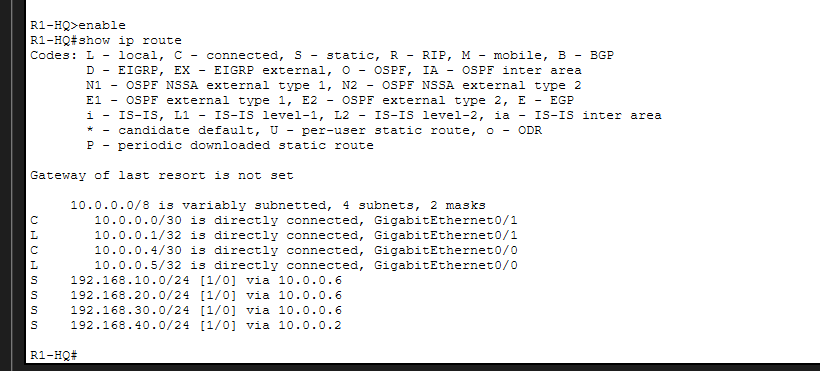 R1-HQ>enable
R1-HQ#show ip route
Codes: L - local, C - connected, S - static, R - RIP, M - mobile, B - BGP
       D - EIGRP, EX - EIGRP external, O - OSPF, IA - OSPF inter area
       N1 - OSPF NSSA external type 1, N2 - OSPF NSSA external type 2
       E1 - OSPF external type 1, E2 - OSPF external type 2, E - EGP
       i - IS-IS, L1 - IS-IS level-1, L2 - IS-IS level-2, ia - IS-IS inter area
       * - candidate default, U - per-user static route, o - ODR
       P - periodic downloaded static route

Gateway of last resort is not set

     10.0.0.0/8 is variably subnetted, 4 subnets, 2 masks
C       10.0.0.0/30 is directly connected, GigabitEthernet0/1
L       10.0.0.1/32 is directly connected, GigabitEthernet0/1
C       10.0.0.4/30 is directly connected, GigabitEthernet0/0
L       10.0.0.5/32 is directly connected, GigabitEthernet0/0
S    192.168.10.0/24 [1/0] via 10.0.0.6
S    192.168.20.0/24 [1/0] via 10.0.0.6
S    192.168.30.0/24 [1/0] via 10.0.0.6
S    192.168.40.0/24 [1/0] via 10.0.0.2

R1-HQ#